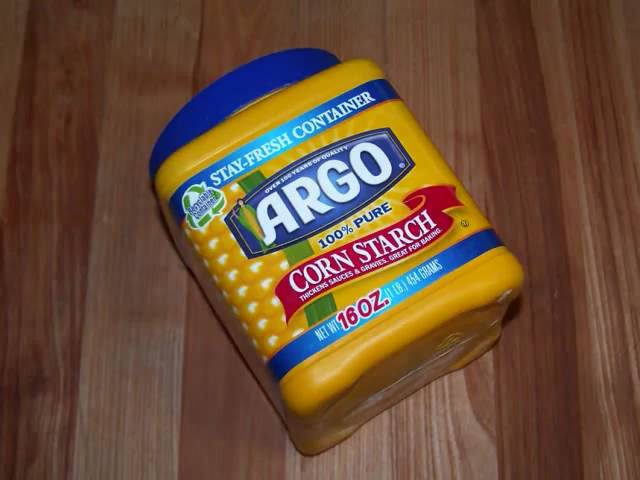 STAY-FRESH CONTAINER
OVER 100 YEARS OF QUALITY
ARGO®
100% PURE
CORN STARCH
THICKENS SAUCES & GRAVIES. GREAT FOR BAKING.
NET WT. 16 OZ. (1 LB.) 454 GRAMS